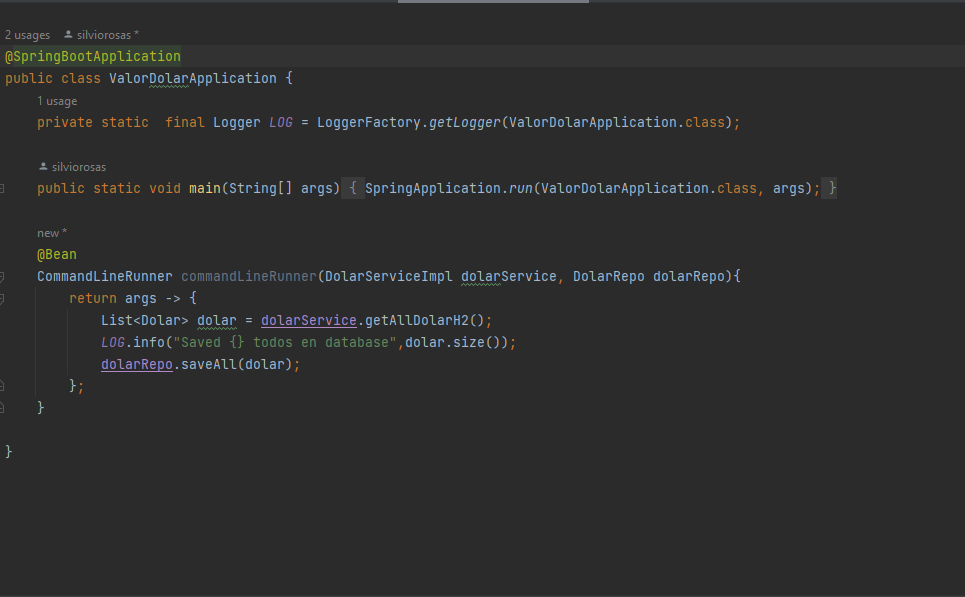 2 usages silviorosas *
@SpringBootApplication
public class ValorDolarApplication {
1 usage
private static  final Logger LOG = LoggerFactory.getLogger(ValorDolarApplication.class);
silviorosas
public static void main(String[] args) { SpringApplication.run(ValorDolarApplication.class, args); }
new *
@Bean
CommandLineRunner commandLineRunner(DolarServiceImpl dolarService, DolarRepo dolarRepo){
return args -> {
List<Dolar> dolar = dolarService.getAllDolarH2();
LOG.info("Saved {} todos en database",dolar.size());
dolarRepo.saveAll(dolar);
};
}
}